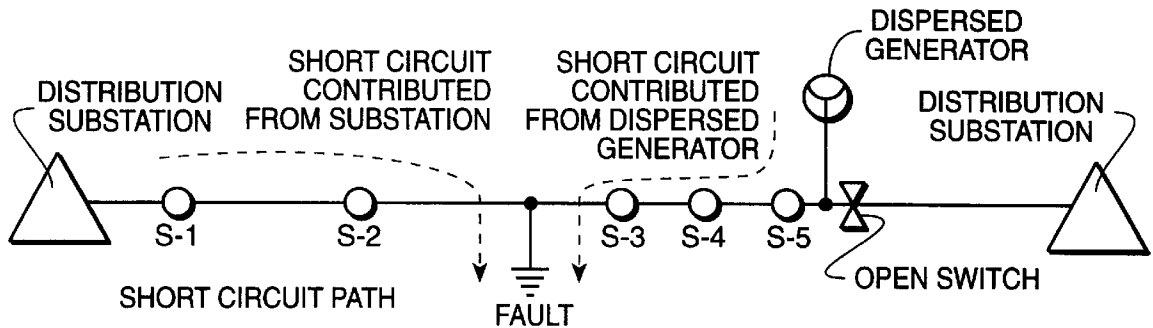 DISTRIBUTION
SUBSTATION
SHORT CIRCUIT
CONTRIBUTED
FROM SUBSTATION
SHORT CIRCUIT
CONTRIBUTED
FROM DISPERSED
GENERATOR
DISPERSED
GENERATOR
DISTRIBUTION
SUBSTATION
S-1
S-2
S-3
S-4
S-5
SHORT CIRCUIT PATH
FAULT
OPEN SWITCH